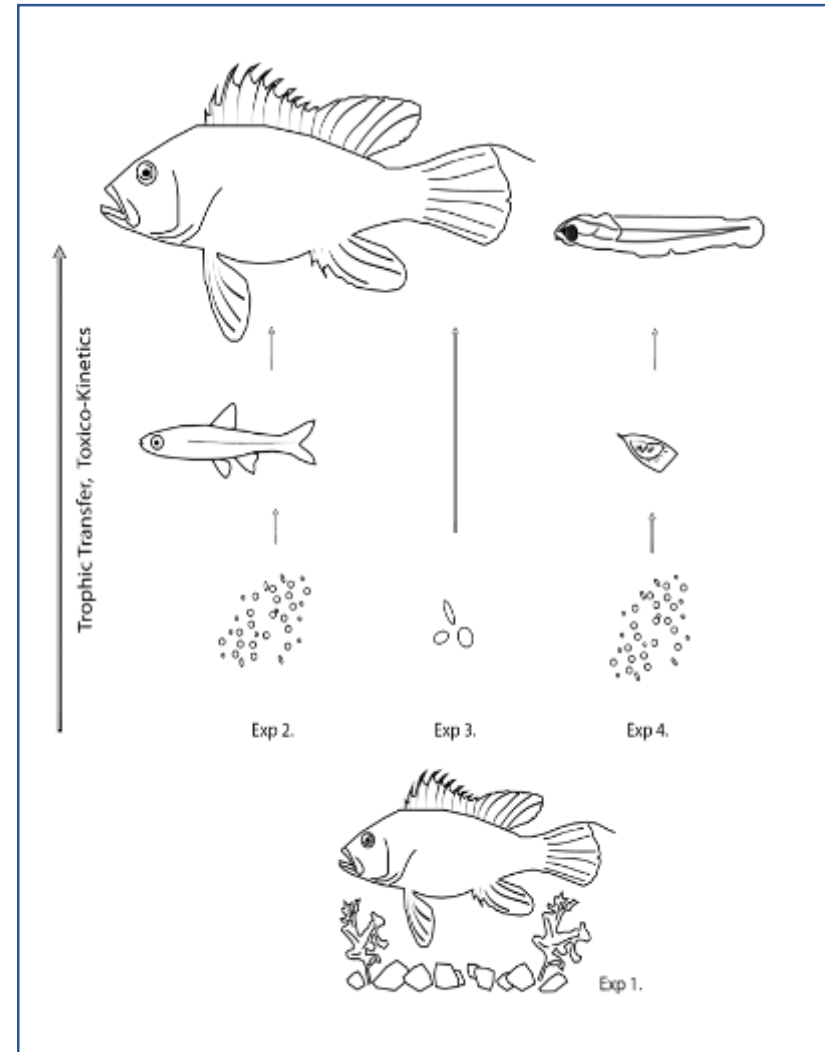 Trophic Transfer, Toxico-Kinetics
Exp 2.
Exp 3.
Exp 4.
Exp 1.